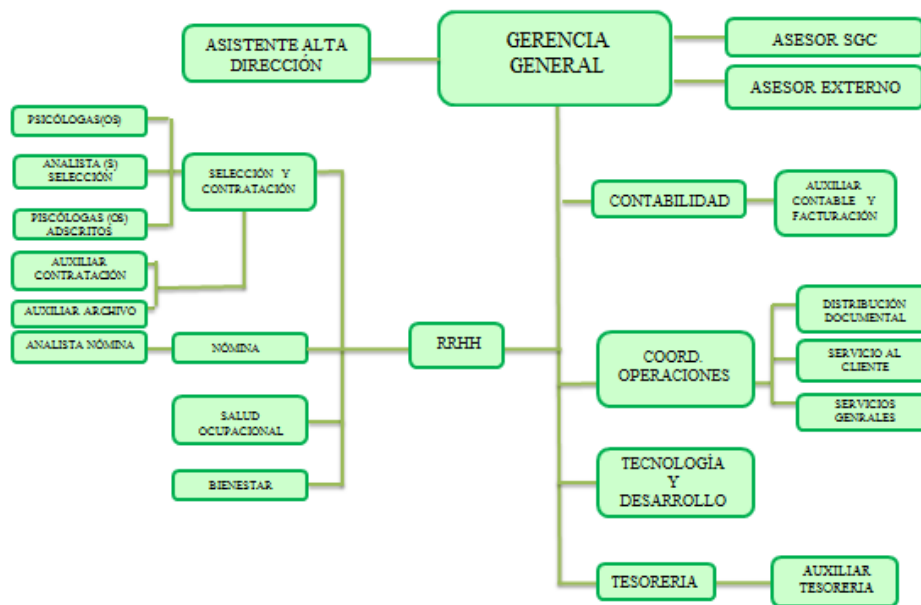 GERENCIA
GENERAL
ASISTENTE ALTA
DIRECCIÓN
ASESOR SGC
ASESOR EXTERNO
PSICÓLOGAS(OS)
ANALISTA (S)
SELECCIÓN
PISCÓLOGAS (OS)
ADSCRITOS
AUXILIAR
CONTRATACIÓN
AUXILIAR ARCHIVO
ANALISTA NÓMINA
SELECCIÓN Y
CONTRATACIÓN
NÓMINA
SALUD
OCUPACIONAL
BIENESTAR
RRHH
CONTABILIDAD
AUXILIAR
CONTABLE Y
FACTURACIÓN
COORD.
OPERACIONES
DISTRIBUCIÓN
DOCUMENTAL
SERVICIO AL
CLIENTE
SERVICIOS
GENRALES
TECNOLOGÍA
Y
DESARROLLO
TESORERIA
AUXILIAR
TESORERIA